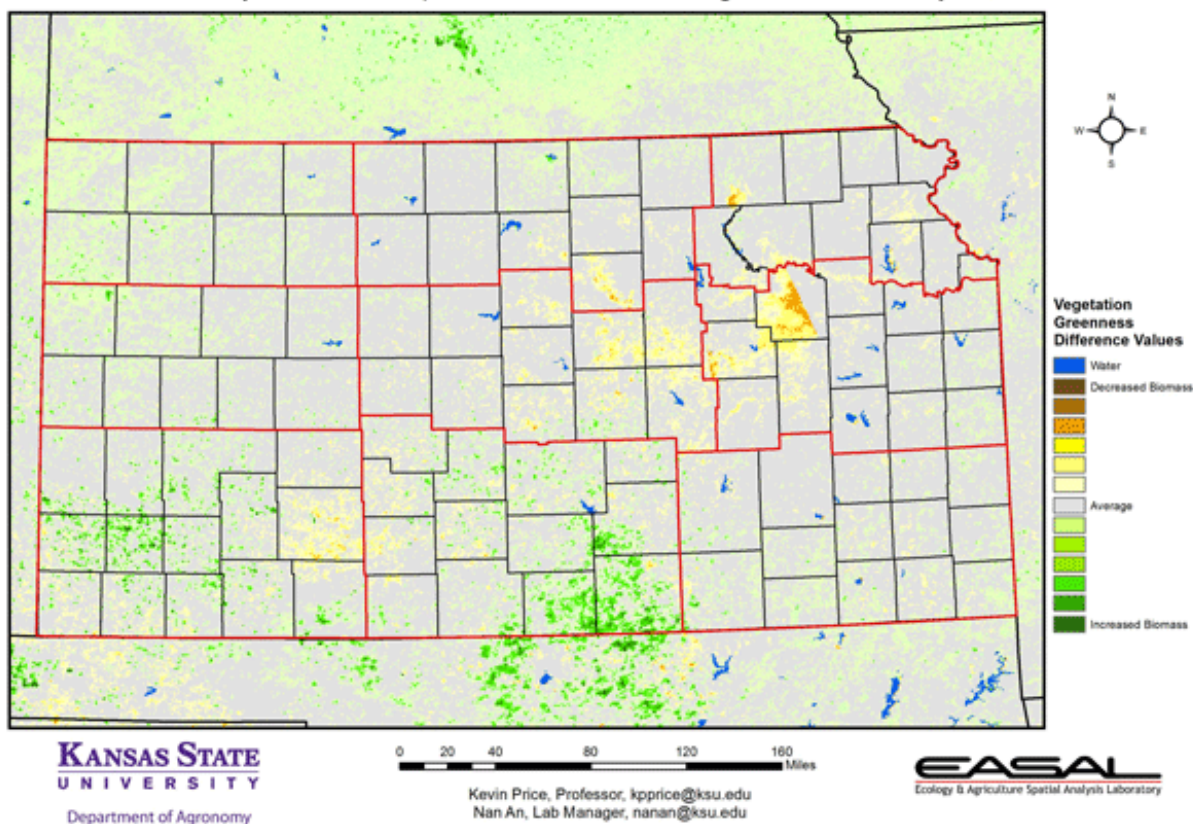 N
W E
S
Vegetation
Greenness
Difference Values
Water
Decreased Biomass
Average
Increased Biomass
KANSAS STATE
UNIVERSITY
Department of Agronomy
0 20 40 80 120 160
Miles
Kevin Price, Professor, kpprice@ksu.edu
Nan An, Lab Manager, nanan@ksu.edu
EASAL
Ecology & Agriculture Spatial Analysis Laboratory